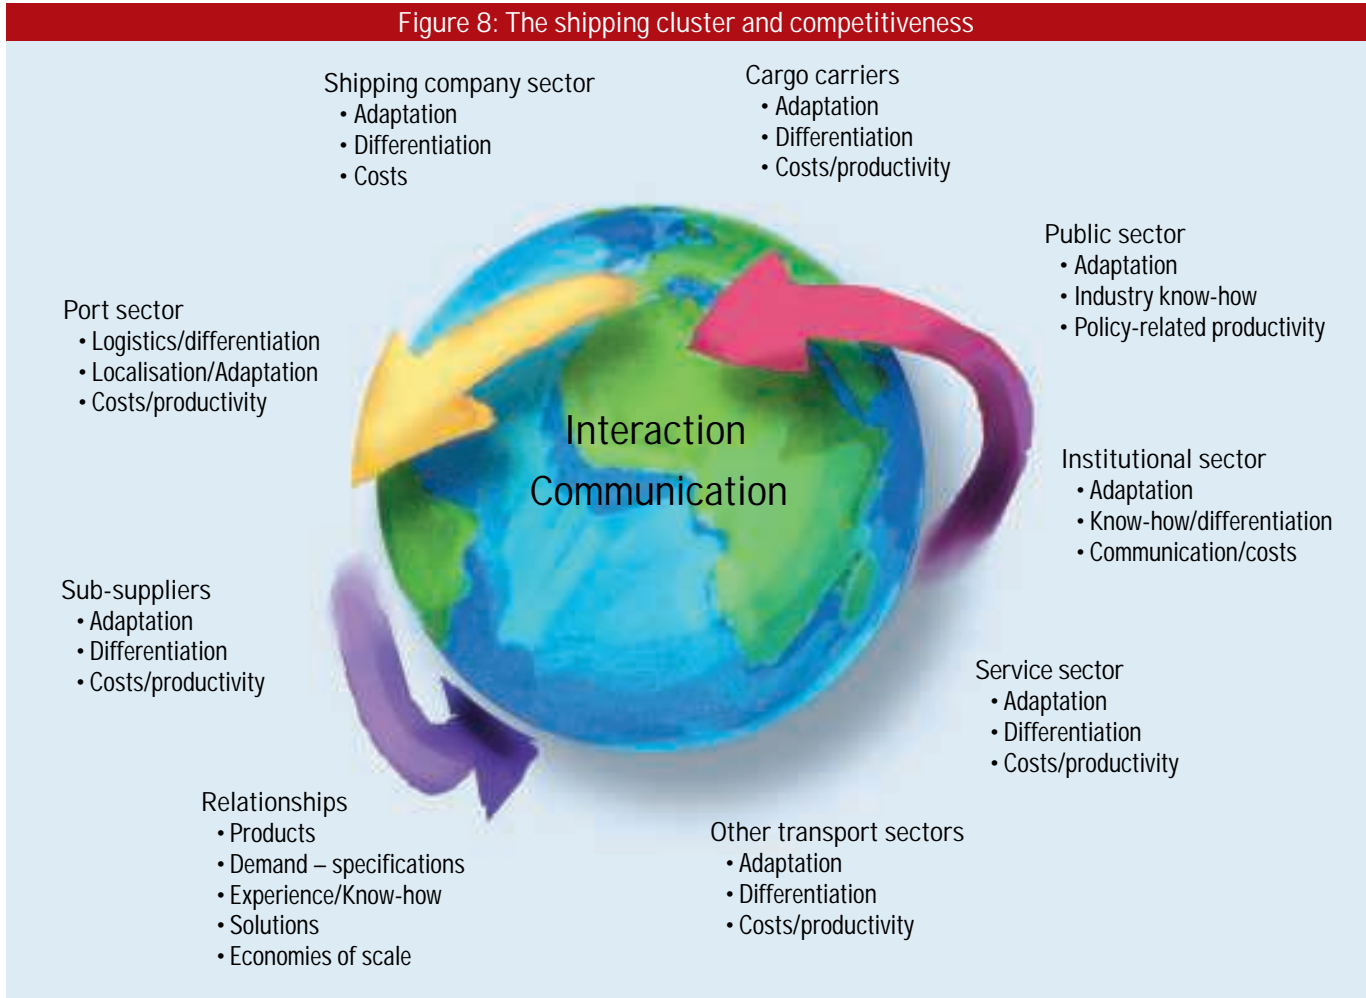 Figure 8: The shipping cluster and competitiveness
Shipping company sector
• Adaptation
• Differentiation
• Costs
Cargo carriers
• Adaptation
• Differentiation
• Costs/productivity
Public sector
• Adaptation
• Industry know-how
• Policy-related productivity
Port sector
• Logistics/differentiation
• Localisation/Adaptation
• Costs/productivity
Interaction
Communication
Institutional sector
• Adaptation
• Know-how/differentiation
• Communication/costs
Sub-suppliers
• Adaptation
• Differentiation
• Costs/productivity
Service sector
• Adaptation
• Differentiation
• Costs/productivity
Relationships
• Products
• Demand – specifications
• Experience/Know-how
• Solutions
• Economies of scale
Other transport sectors
• Adaptation
• Differentiation
• Costs/productivity